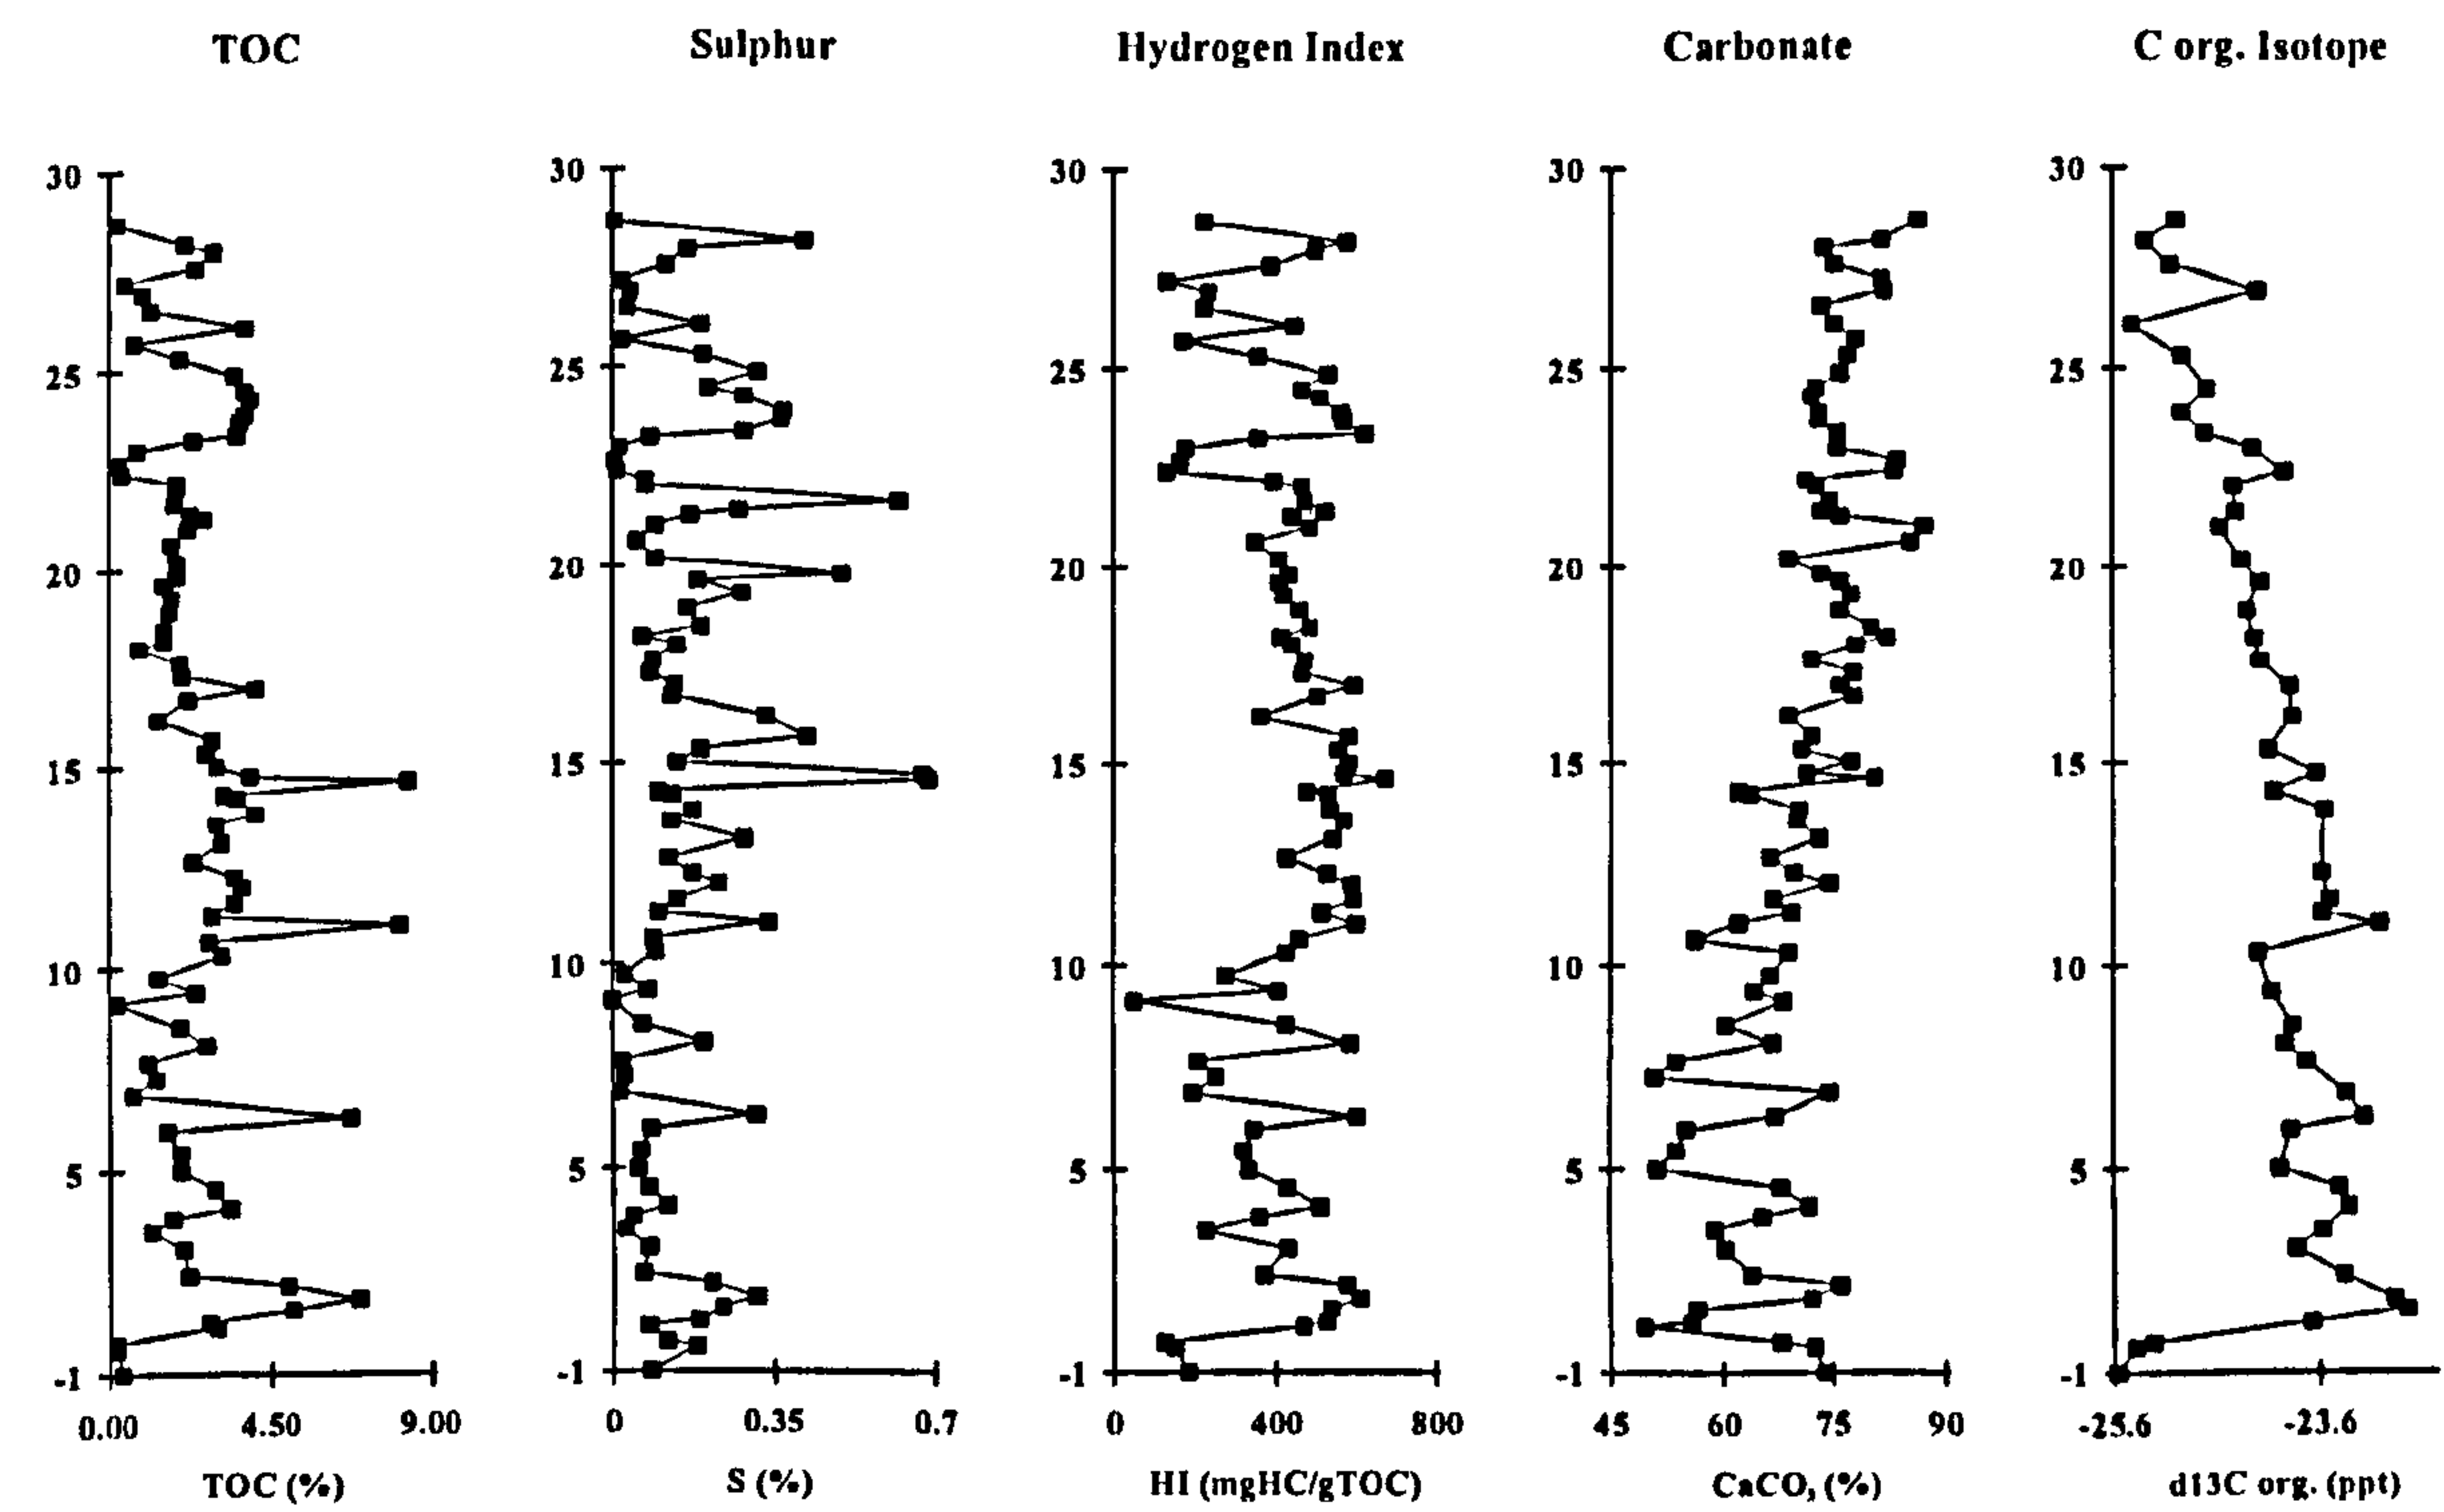 TOC Sulphur Hydrogen Index Carbonate C org. Isotope
30 30 30 30 30
25 25 25 25 25
20 20 20 20 20
15 15 15 15 15
10 10 10 10 10
5 5 5 5 5
-1 -1 -1 -1 -1
0.00 4.50 9.00 0 0.35 0.7 0 400 800 45 60 75 90 -25.6 -23.6
TOC (%) S (%) HI (mgHC/gTOC) CaCO₃ (%) d13C org. (ppt)